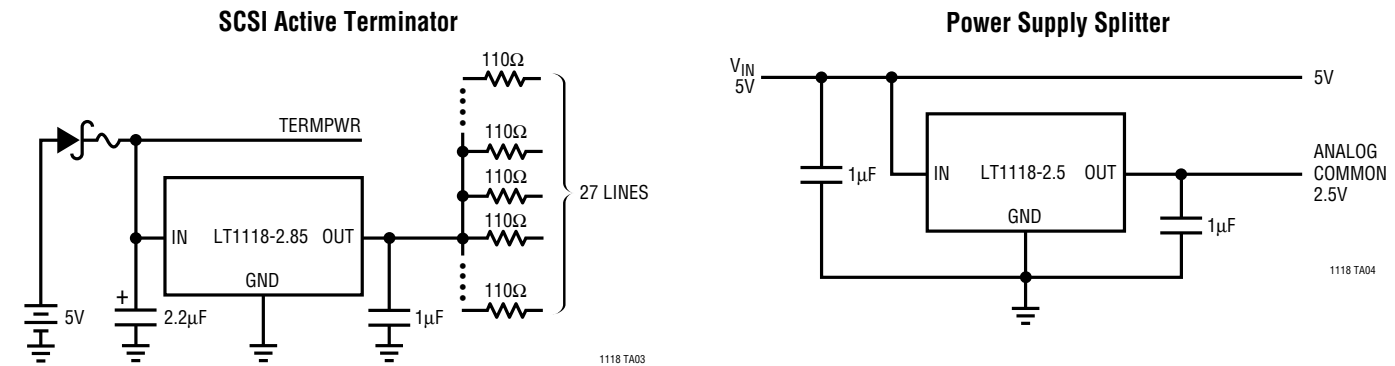 SCSI Active Terminator
110Ω
TERMPWR
110Ω
110Ω
27 LINES
110Ω
IN LT1118-2.85 OUT
GND
110Ω
+
5V
2.2µF
1µF
1118 TA03
Power Supply Splitter
VIN
5V
5V
1µF
IN LT1118-2.5 OUT
GND
ANALOG
COMMON
2.5V
1µF
1118 TA04